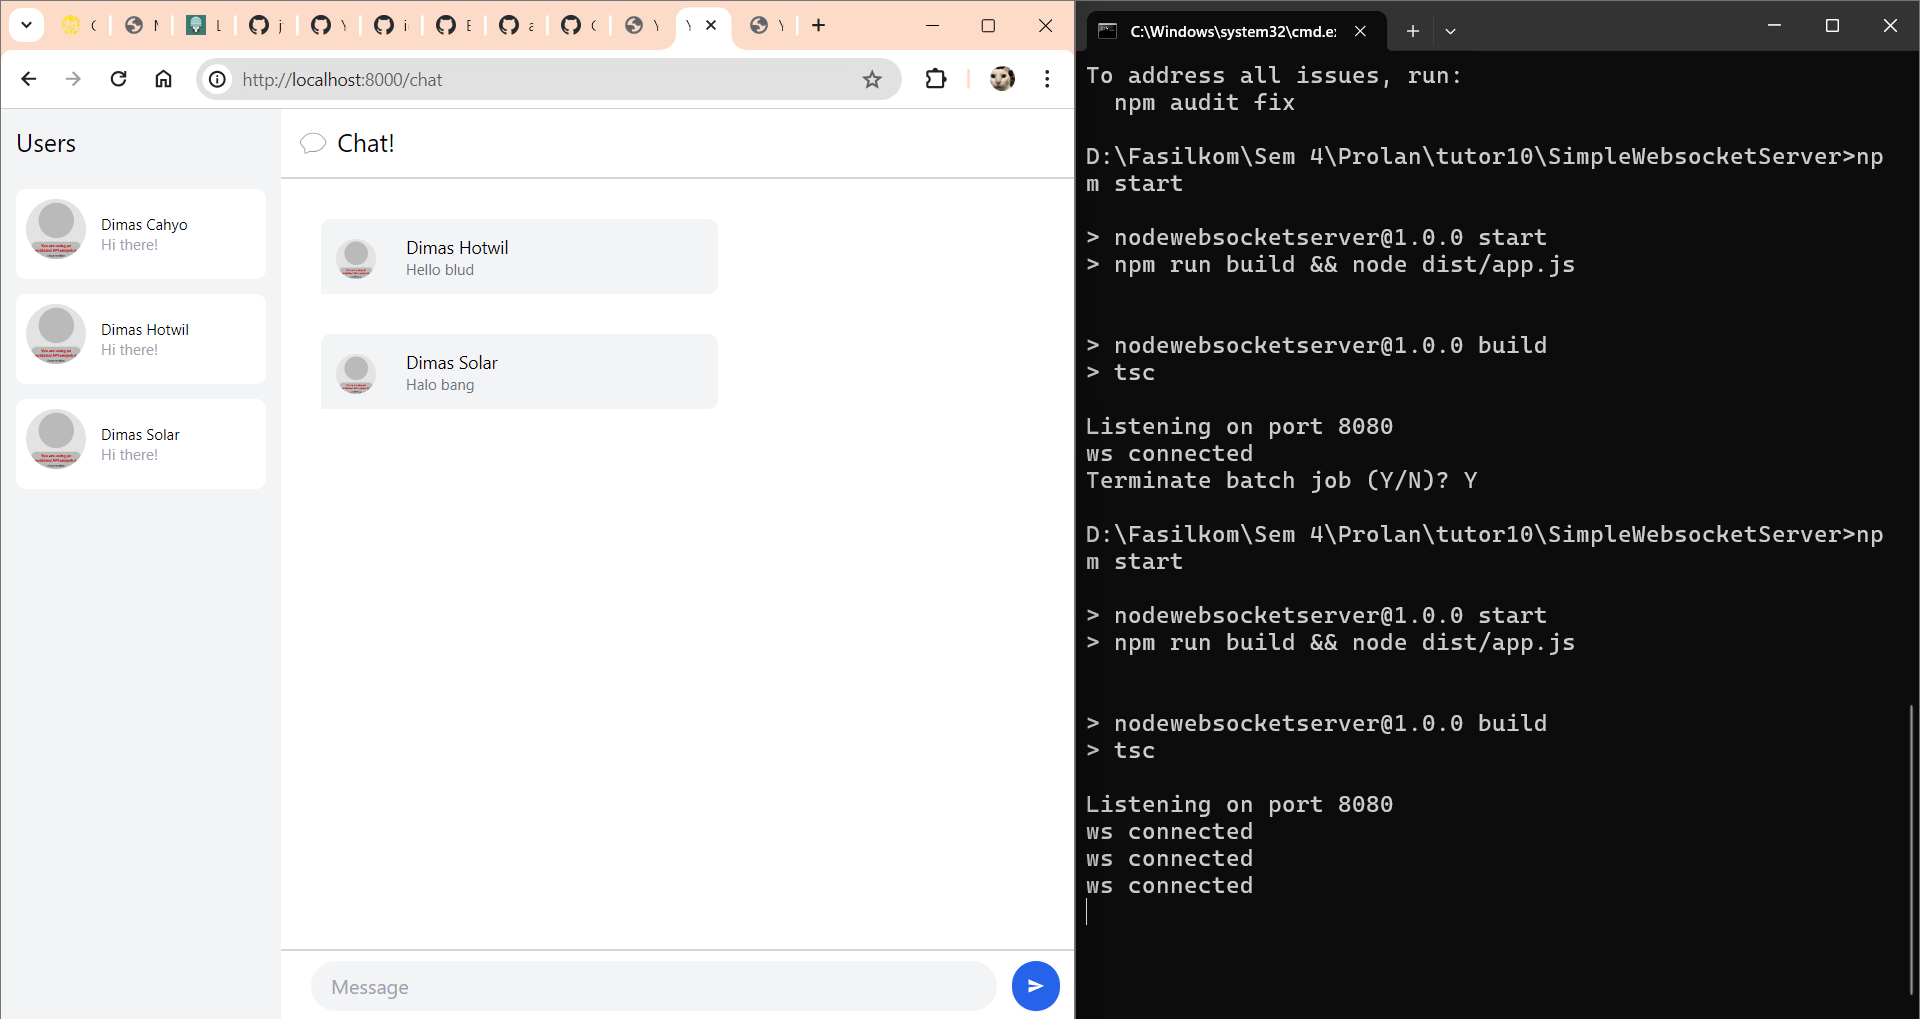 http://localhost:8000/chat
Users
Dimas Cahyo
Hi there!
Dimas Hotwil
Hi there!
Dimas Solar
Hi there!
Chat!
Dimas Hotwil
Hello blud
Dimas Solar
Halo bang
Message
C:\Windows\system32\cmd.e
To address all issues, run:
npm audit fix
D:\Fasilkom\Sem 4\Prolan\tutor10\SimpleWebsocketServer>np
m start
> nodewebsocketserver@1.0.0 start
> npm run build && node dist/app.js
> nodewebsocketserver@1.0.0 build
> tsc
Listening on port 8080
ws connected
Terminate batch job (Y/N)? Y
D:\Fasilkom\Sem 4\Prolan\tutor10\SimpleWebsocketServer>np
m start
> nodewebsocketserver@1.0.0 start
> npm run build && node dist/app.js
> nodewebsocketserver@1.0.0 build
> tsc
Listening on port 8080
ws connected
ws connected
ws connected